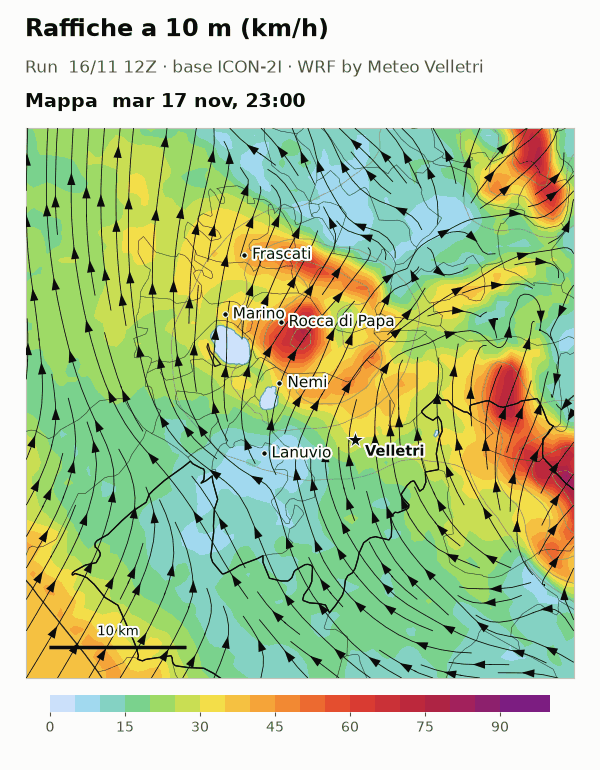 Raffiche a 10 m (km/h)
Run  16/11 12Z · base ICON-2I · WRF by Meteo Velletri
Mappa  mar 17 nov, 23:00
Frascati
Marino
Rocca di Papa
Nemi
Velletri
Lanuvio
10 km
0 15 30 45 60 75 90